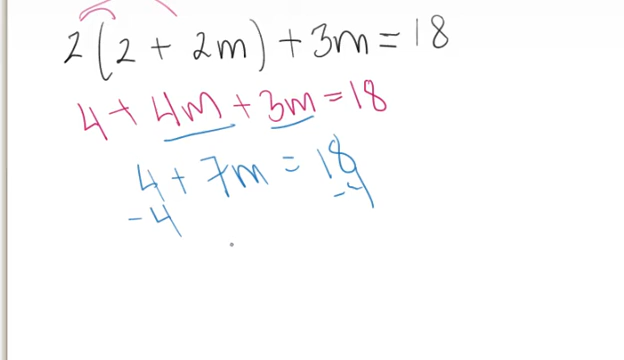 2(2 + 2m) + 3m = 18
4 + 4m + 3m = 18
4 + 7m = 18
-4 -4